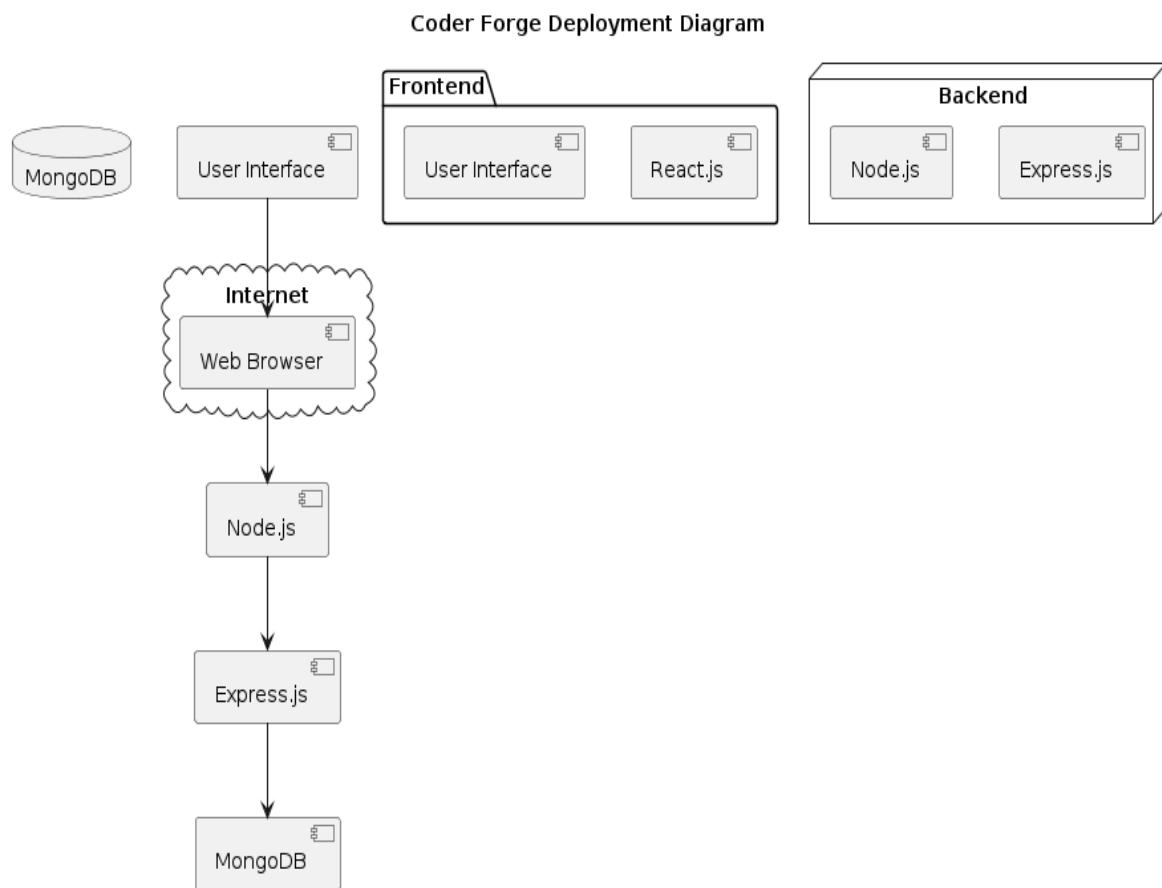 Coder Forge Deployment Diagram
Frontend
Backend
MongoDB
User Interface
User Interface
React.js
Node.js
Express.js
Internet
Web Browser
Node.js
Express.js
MongoDB